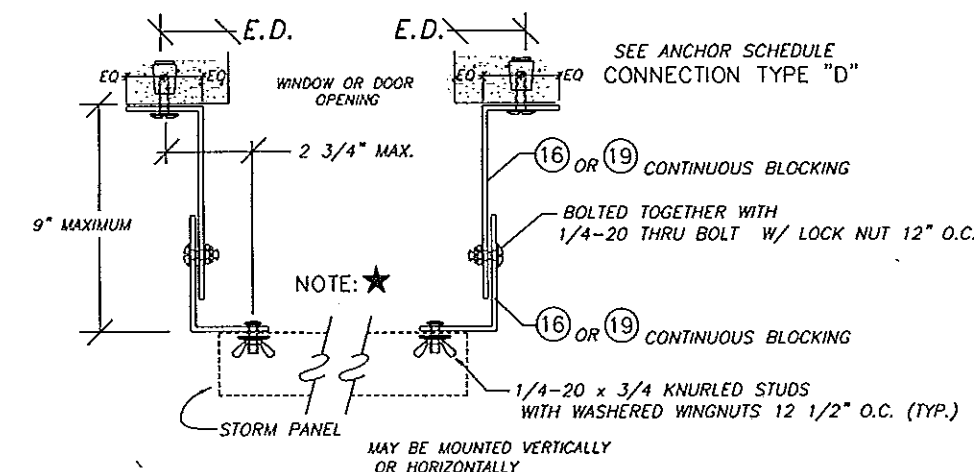 E.D.
E.D.
SEE ANCHOR SCHEDULE
CONNECTION TYPE "D"
EQ
EQ
EQ
EQ
WINDOW OR DOOR
OPENING
2 3/4" MAX.
16 OR 19 CONTINUOUS BLOCKING
9" MAXIMUM
BOLTED TOGETHER WITH
1/4-20 THRU BOLT W/ LOCK NUT 12" O.C.
NOTE: ★
16 OR 19 CONTINUOUS BLOCKING
1/4-20 x 3/4 KNURLED STUDS
WITH WASHERED WINGNUTS 12 1/2" O.C. (TYP.)
STORM PANEL
MAY BE MOUNTED VERTICALLY
OR HORIZONTALLY